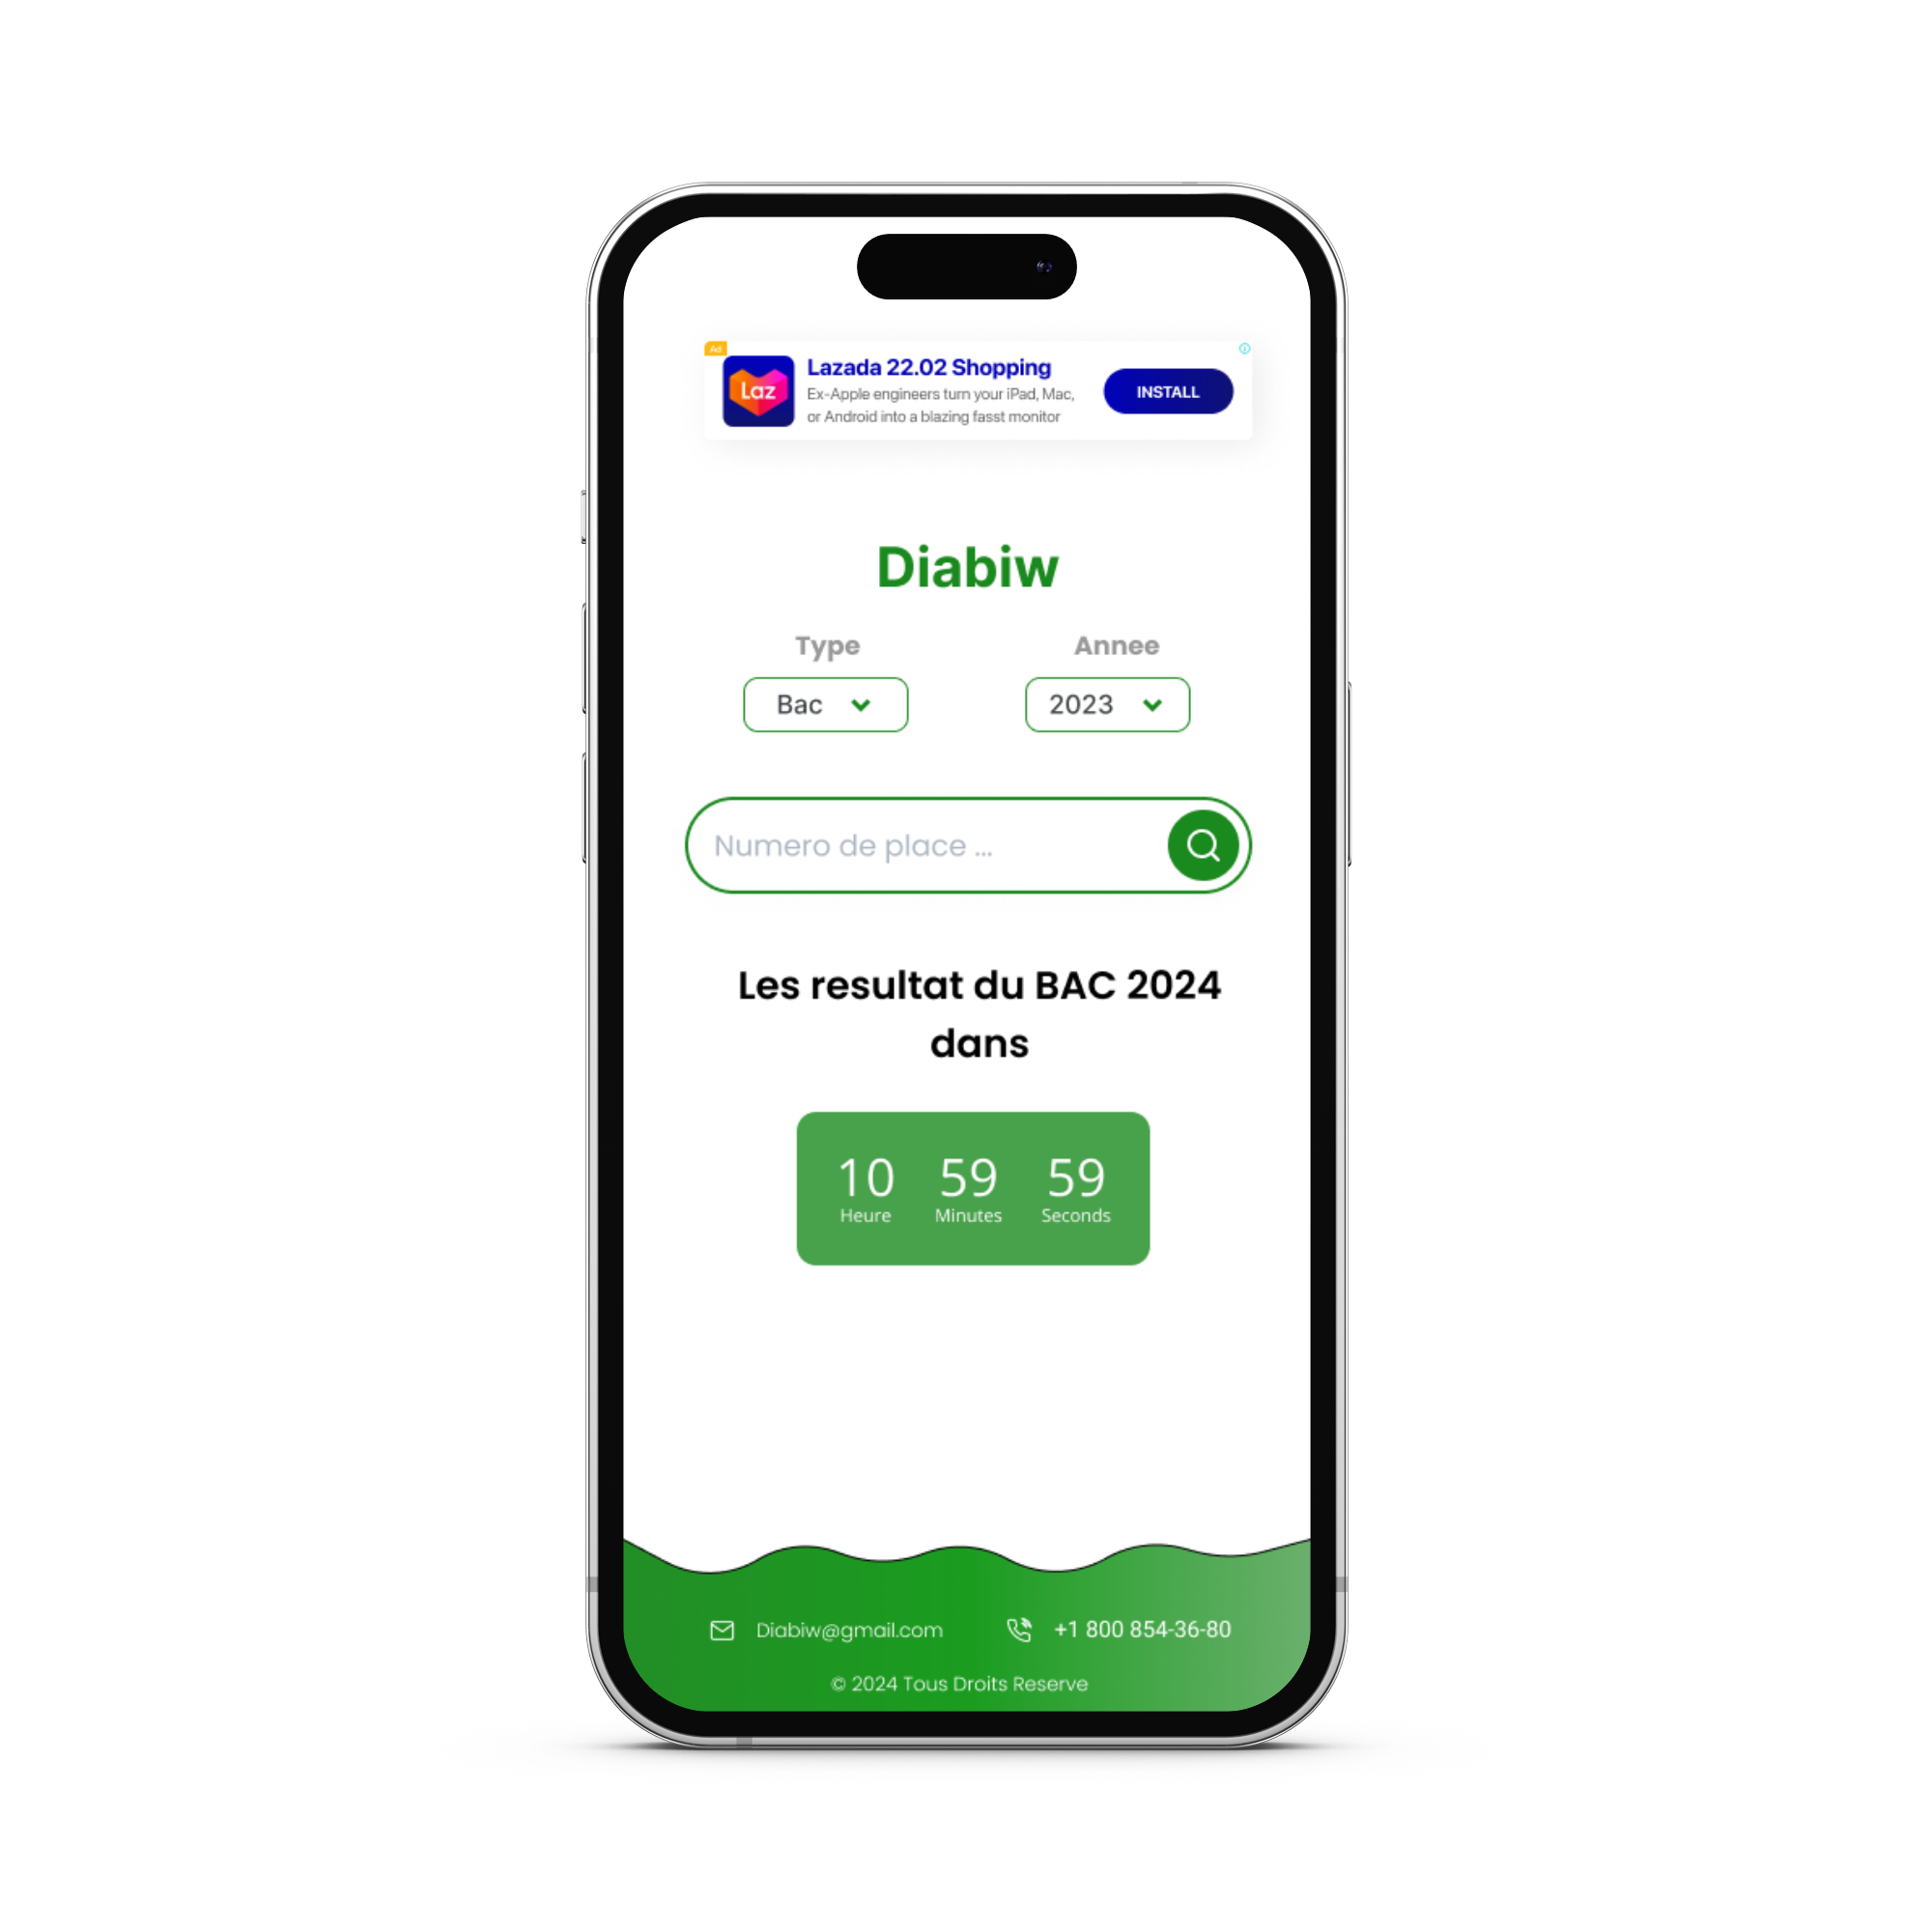 Ad
Laz
Lazada 22.02 Shopping
Ex-Apple engineers turn your iPad, Mac,
or Android into a blazing fasst monitor
INSTALL
Diabiw
Type Annee
Bac 2023
Numero de place ...
Les resultat du BAC 2024
dans
10 59 59
Heure Minutes Seconds
Diabiw@gmail.com +1 800 854-36-80
© 2024 Tous Droits Reserve